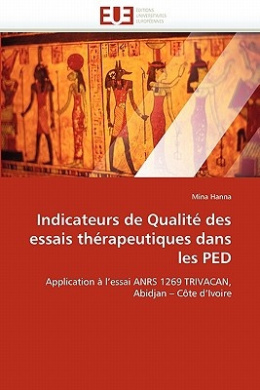 EUE
ÉDITIONS
UNIVERSITAIRES
EUROPÉENNES
Mina Hanna
Indicateurs de Qualité des
essais thérapeutiques dans
les PED
Application à l'essai ANRS 1269 TRIVACAN,
Abidjan – Côte d'Ivoire